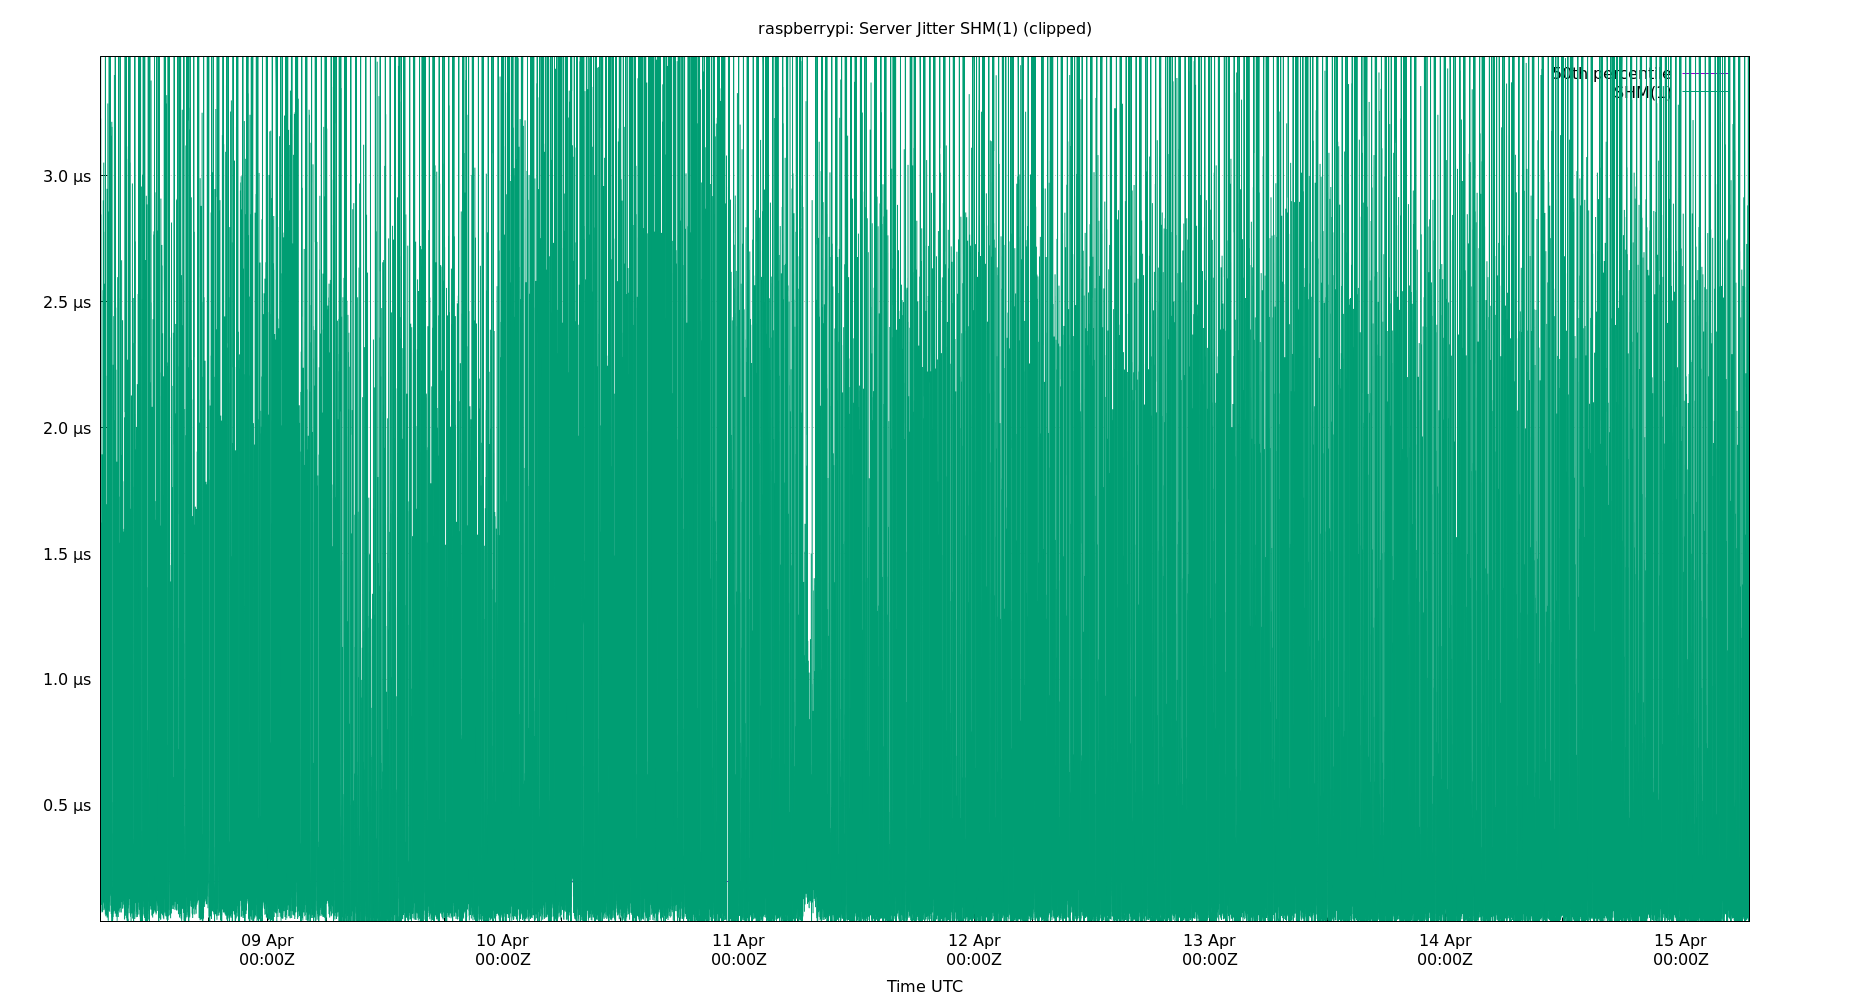 raspberrypi: Server Jitter SHM(1) (clipped)
50th percentile
SHM(1)
3.0 µs
2.5 µs
2.0 µs
1.5 µs
1.0 µs
0.5 µs
09 Apr 10 Apr 11 Apr 12 Apr 13 Apr 14 Apr 15 Apr
00:00Z 00:00Z 00:00Z 00:00Z 00:00Z 00:00Z 00:00Z
Time UTC